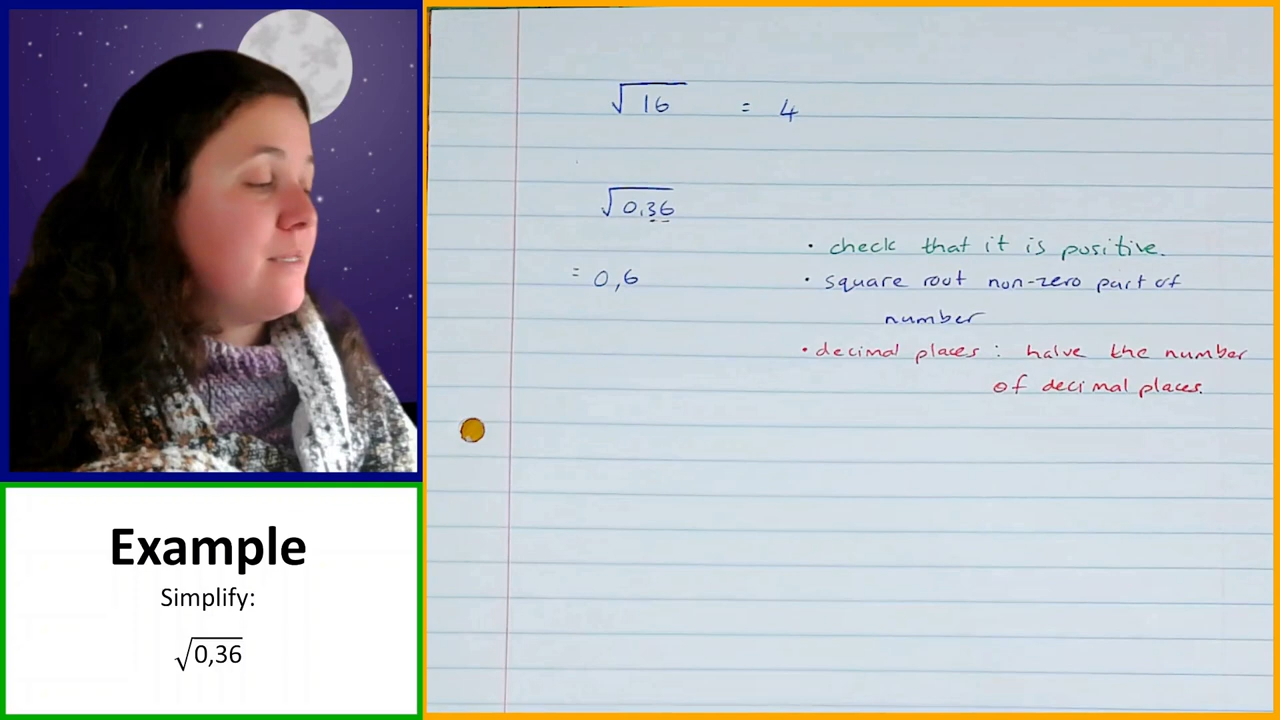 √16 = 4
√0,36
= 0,6
• check that it is positive.
• square root non-zero part of
number
• decimal places : halve the number
of decimal places.
Example
Simplify:
√0,36